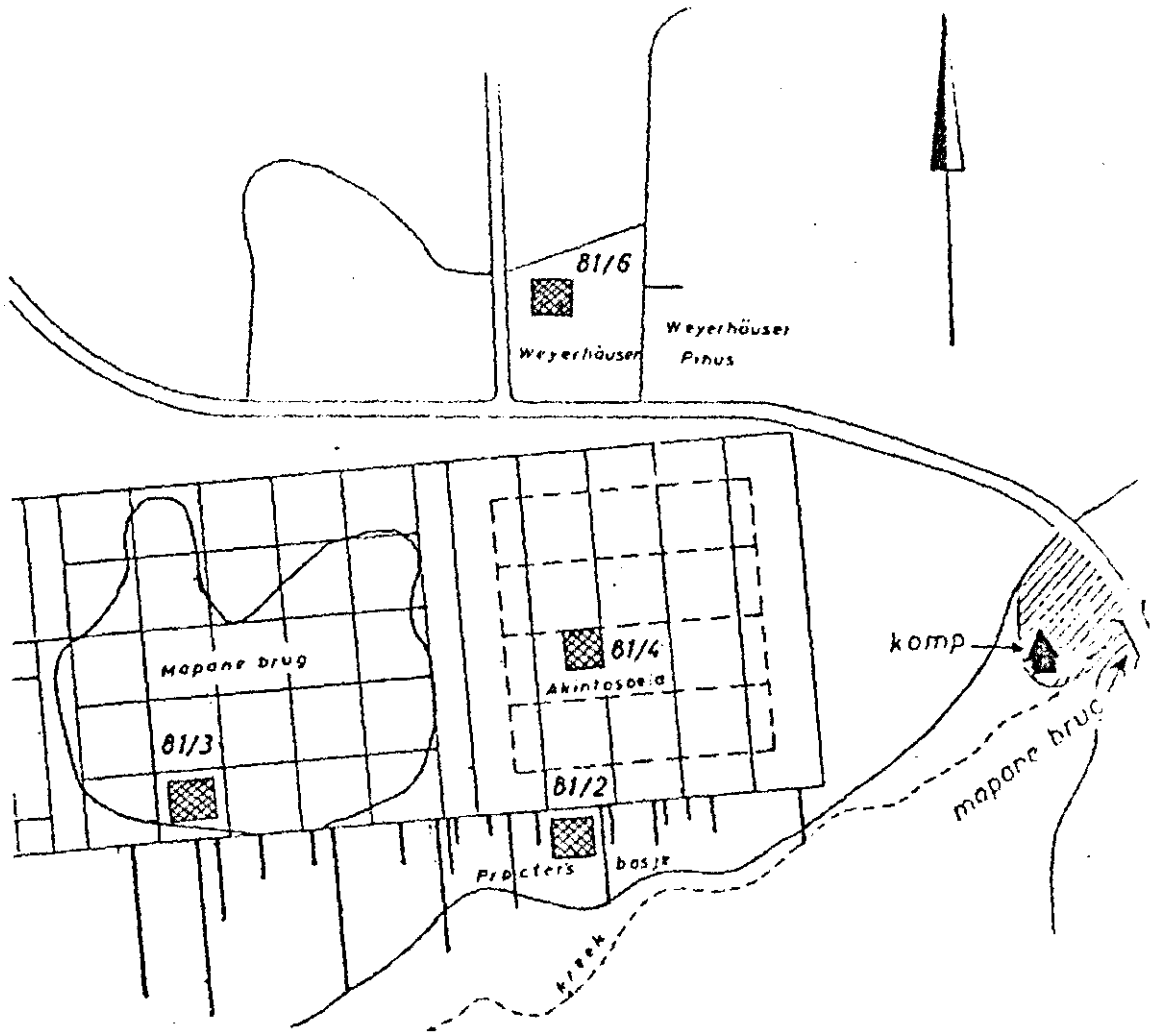 81/6
Weyerhäuser
Weyerhäuser
Pinus
81/4
Akintosoela
komp
Mapane brug
81/3
81/2
mapane brug
Procter's bosje
kreek